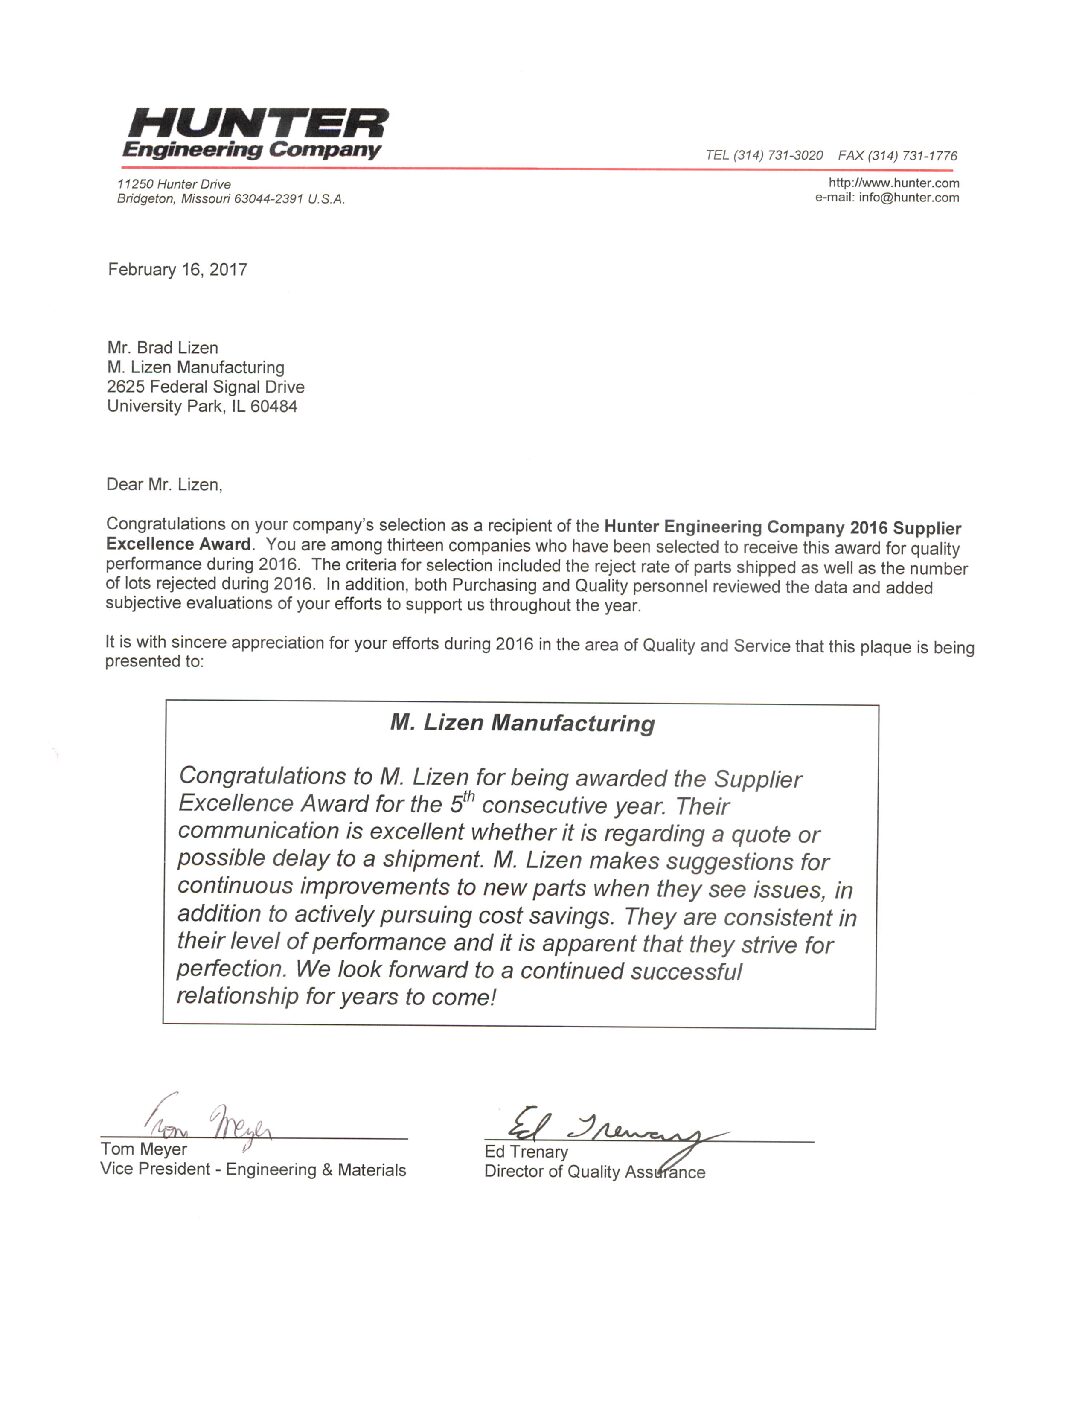 HUNTER
Engineering Company
TEL (314) 731-3020 FAX (314) 731-1776
11250 Hunter Drive
Bridgeton, Missouri 63044-2391 U.S.A.
http://www.hunter.com
e-mail: info@hunter.com
February 16, 2017
Mr. Brad Lizen
M. Lizen Manufacturing
2625 Federal Signal Drive
University Park, IL 60484
Dear Mr. Lizen,
Congratulations on your company's selection as a recipient of the Hunter Engineering Company 2016 Supplier
Excellence Award. You are among thirteen companies who have been selected to receive this award for quality
performance during 2016. The criteria for selection included the reject rate of parts shipped as well as the number
of lots rejected during 2016. In addition, both Purchasing and Quality personnel reviewed the data and added
subjective evaluations of your efforts to support us throughout the year.
It is with sincere appreciation for your efforts during 2016 in the area of Quality and Service that this plaque is being
presented to:
M. Lizen Manufacturing
Congratulations to M. Lizen for being awarded the Supplier
Excellence Award for the 5th consecutive year. Their
communication is excellent whether it is regarding a quote or
possible delay to a shipment. M. Lizen makes suggestions for
continuous improvements to new parts when they see issues, in
addition to actively pursuing cost savings. They are consistent in
their level of performance and it is apparent that they strive for
perfection. We look forward to a continued successful
relationship for years to come!
Tom Meyer
Ed Trenary
Tom Meyer
Vice President - Engineering & Materials
Ed Trenary
Director of Quality Assurance